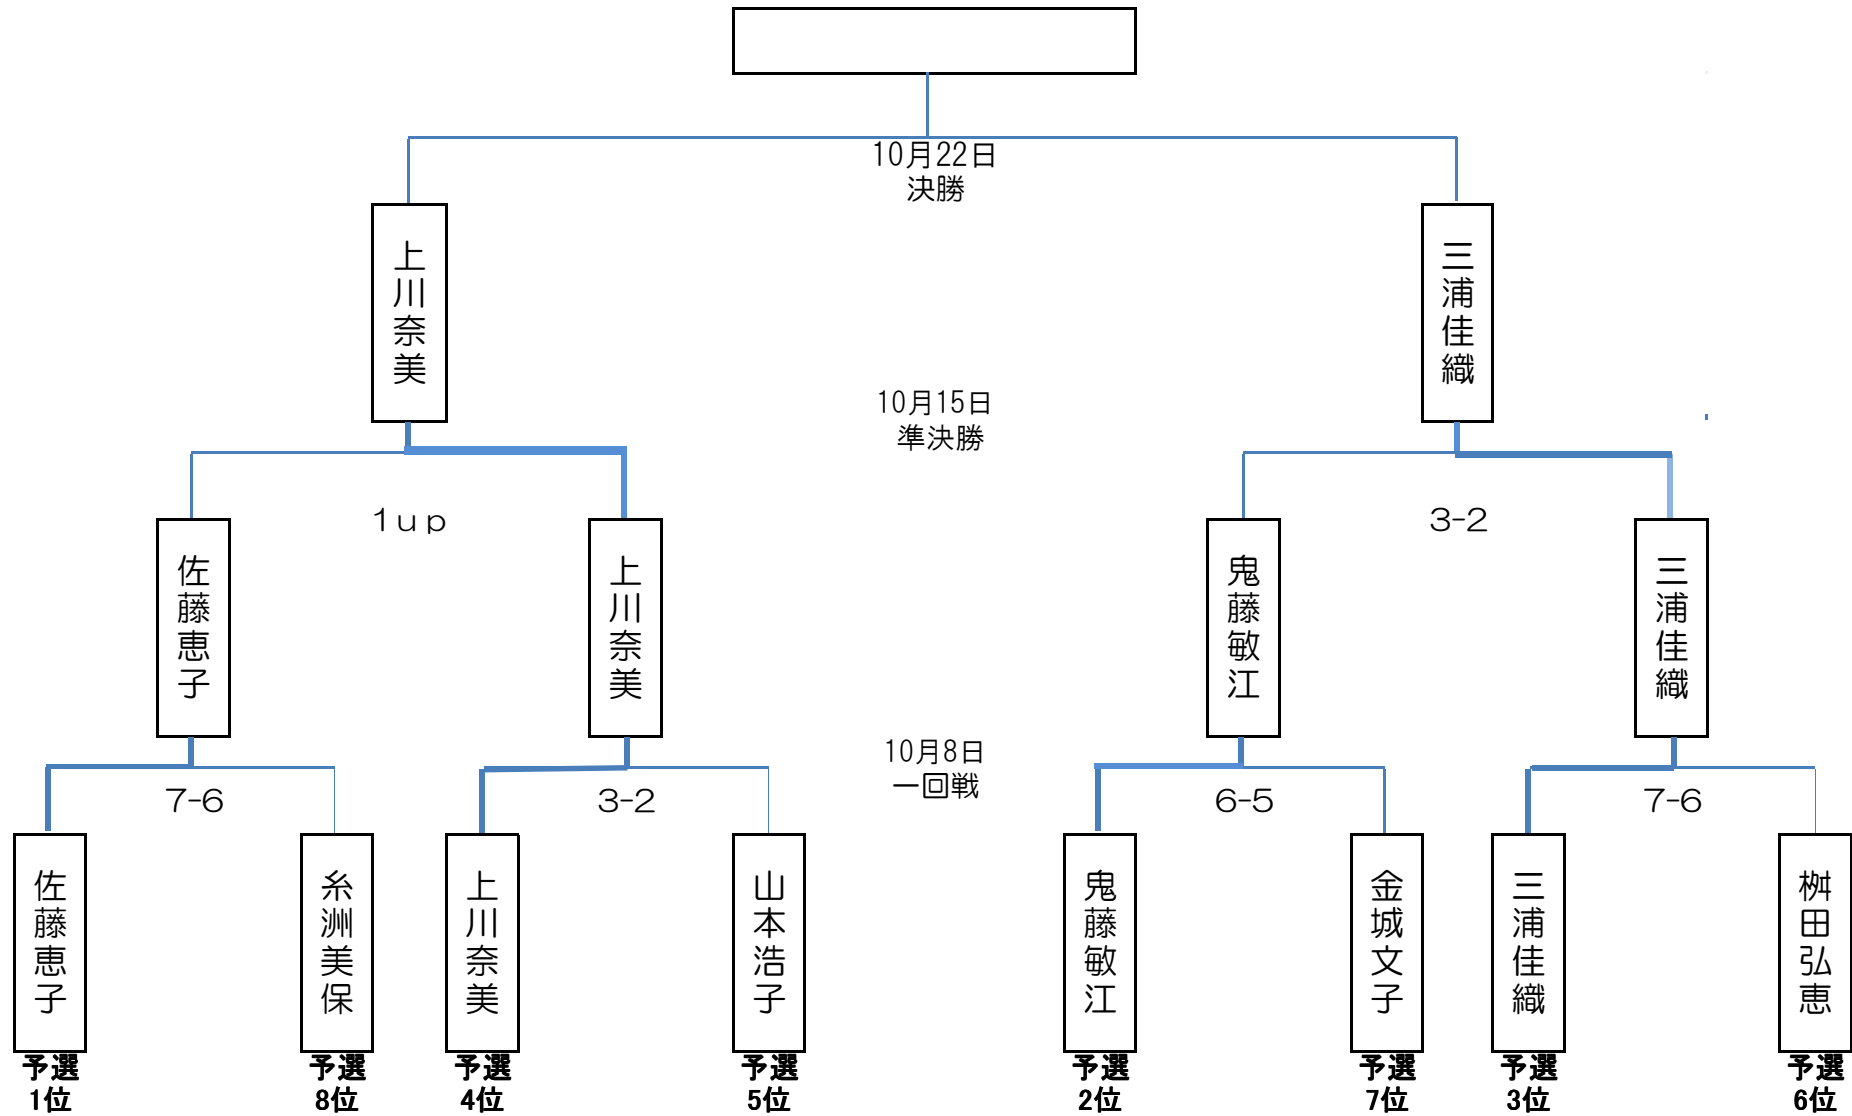 10月22日
決勝
上川奈美
三浦佳織
10月15日
準決勝
1up
3-2
佐藤恵子
上川奈美
鬼藤敏江
三浦佳織
10月8日
一回戦
7-6
3-2
6-5
7-6
佐藤恵子
糸洲美保
上川奈美
山本浩子
鬼藤敏江
金城文子
三浦佳織
桝田弘恵
予選
1位
予選
8位
予選
4位
予選
5位
予選
2位
予選
7位
予選
3位
予選
6位